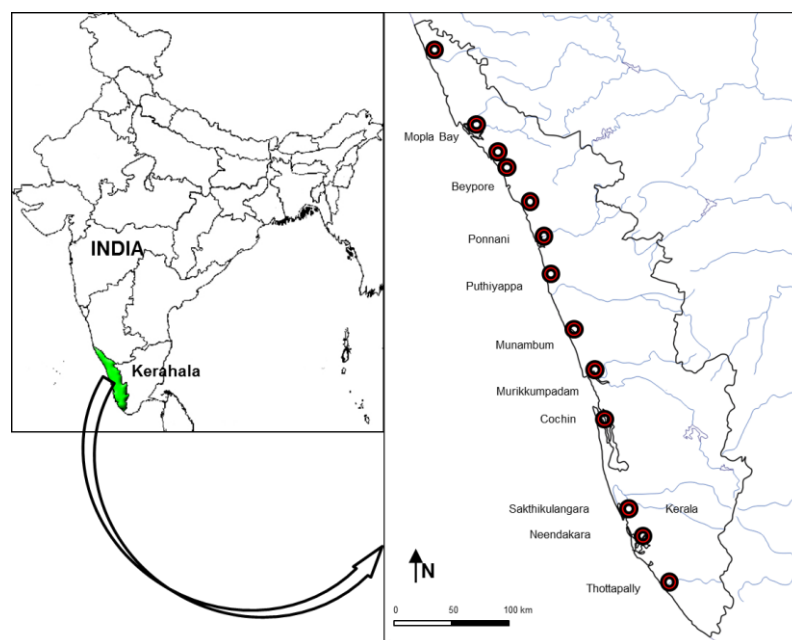 INDIA
Kerahala
Mopla Bay
Beypore
Ponnani
Puthiyappa
Munambum
Murikkumpadam
Cochin
Sakthikulangara
Kerala
Neendakara
Thottapally
N
0 50 100 km